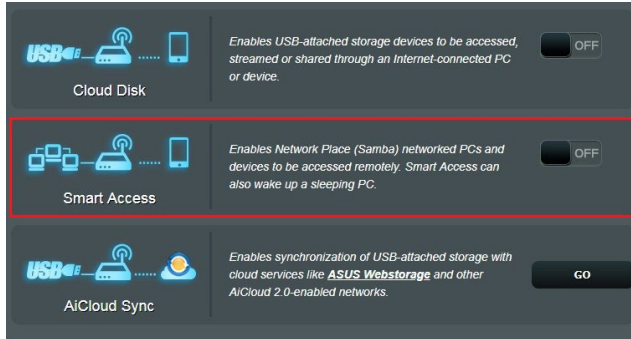 USB
Cloud Disk
Enables USB-attached storage devices to be accessed,
streamed or shared through an Internet-connected PC
or device.
OFF
Smart Access
Enables Network Place (Samba) networked PCs and
devices to be accessed remotely. Smart Access can
also wake up a sleeping PC.
OFF
USB
AiCloud Sync
Enables synchronization of USB-attached storage with
cloud services like ASUS Webstorage and other
AiCloud 2.0-enabled networks.
GO